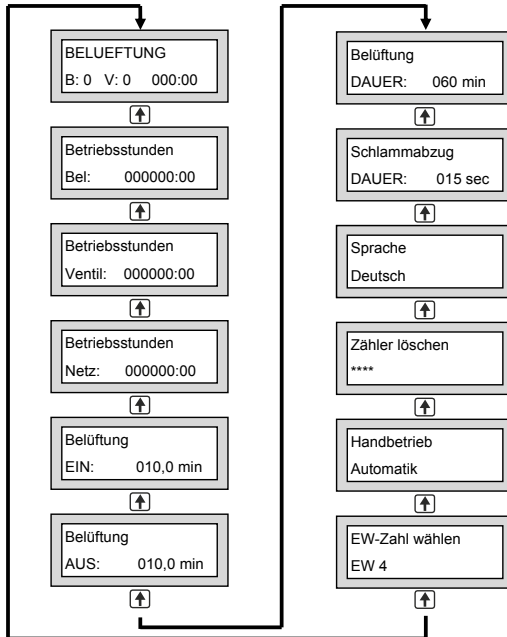 BELUEFTUNG
B: 0 V: 0 000:00
Betriebsstunden
Bel: 000000:00
Betriebsstunden
Ventil: 000000:00
Betriebsstunden
Netz: 000000:00
Belüftung
EIN: 010,0 min
Belüftung
AUS: 010,0 min
Belüftung
DAUER: 060 min
Schlammabzug
DAUER: 015 sec
Sprache
Deutsch
Zähler löschen
****
Handbetrieb
Automatik
EW-Zahl wählen
EW 4